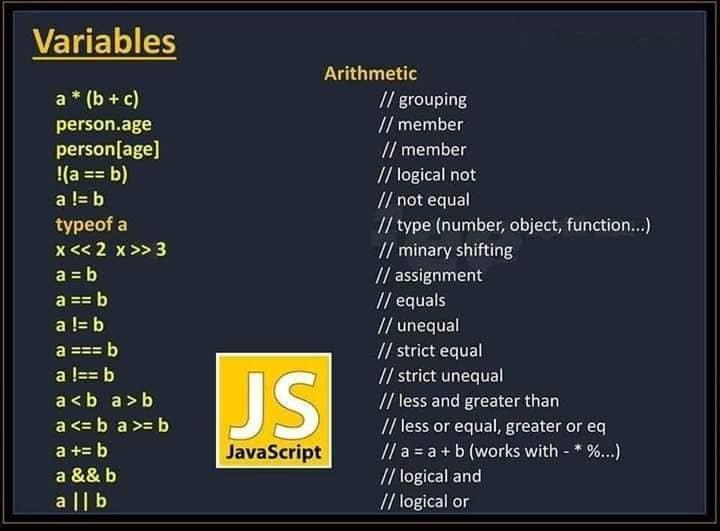 Variables
Arithmetic
a * (b + c) // grouping
person.age // member
person[age] // member
!(a == b) // logical not
a != b // not equal
typeof a // type (number, object, function...)
x << 2 x >> 3 // minary shifting
a = b // assignment
a == b // equals
a != b // unequal
a === b // strict equal
a !== b // strict unequal
a < b a > b // less and greater than
a <= b a >= b // less or equal, greater or eq
a += b // a = a + b (works with - * %...)
a && b // logical and
a || b // logical or
JS
JavaScript